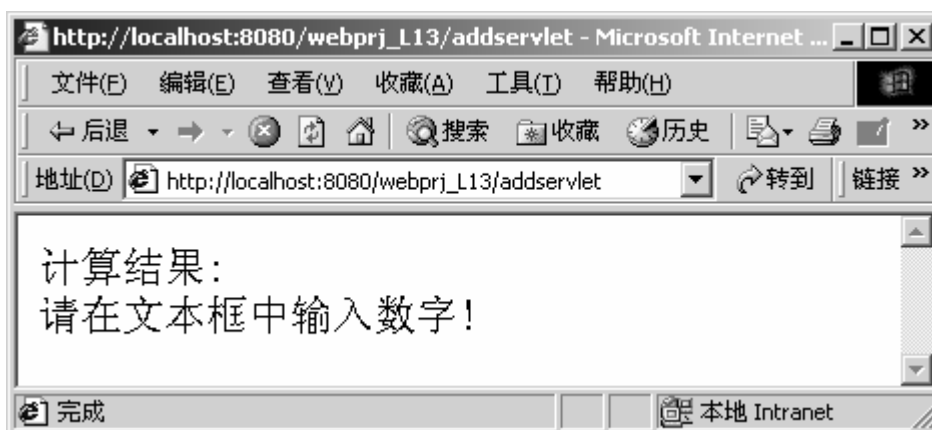 http://localhost:8080/webprj_L13/addservlet - Microsoft Internet ...
文件(F) 编辑(E) 查看(V) 收藏(A) 工具(T) 帮助(H)
后退 搜索 收藏 历史 »
地址(D) http://localhost:8080/webprj_L13/addservlet 转到 链接 »
计算结果:
请在文本框中输入数字!
完成 本地 Intranet